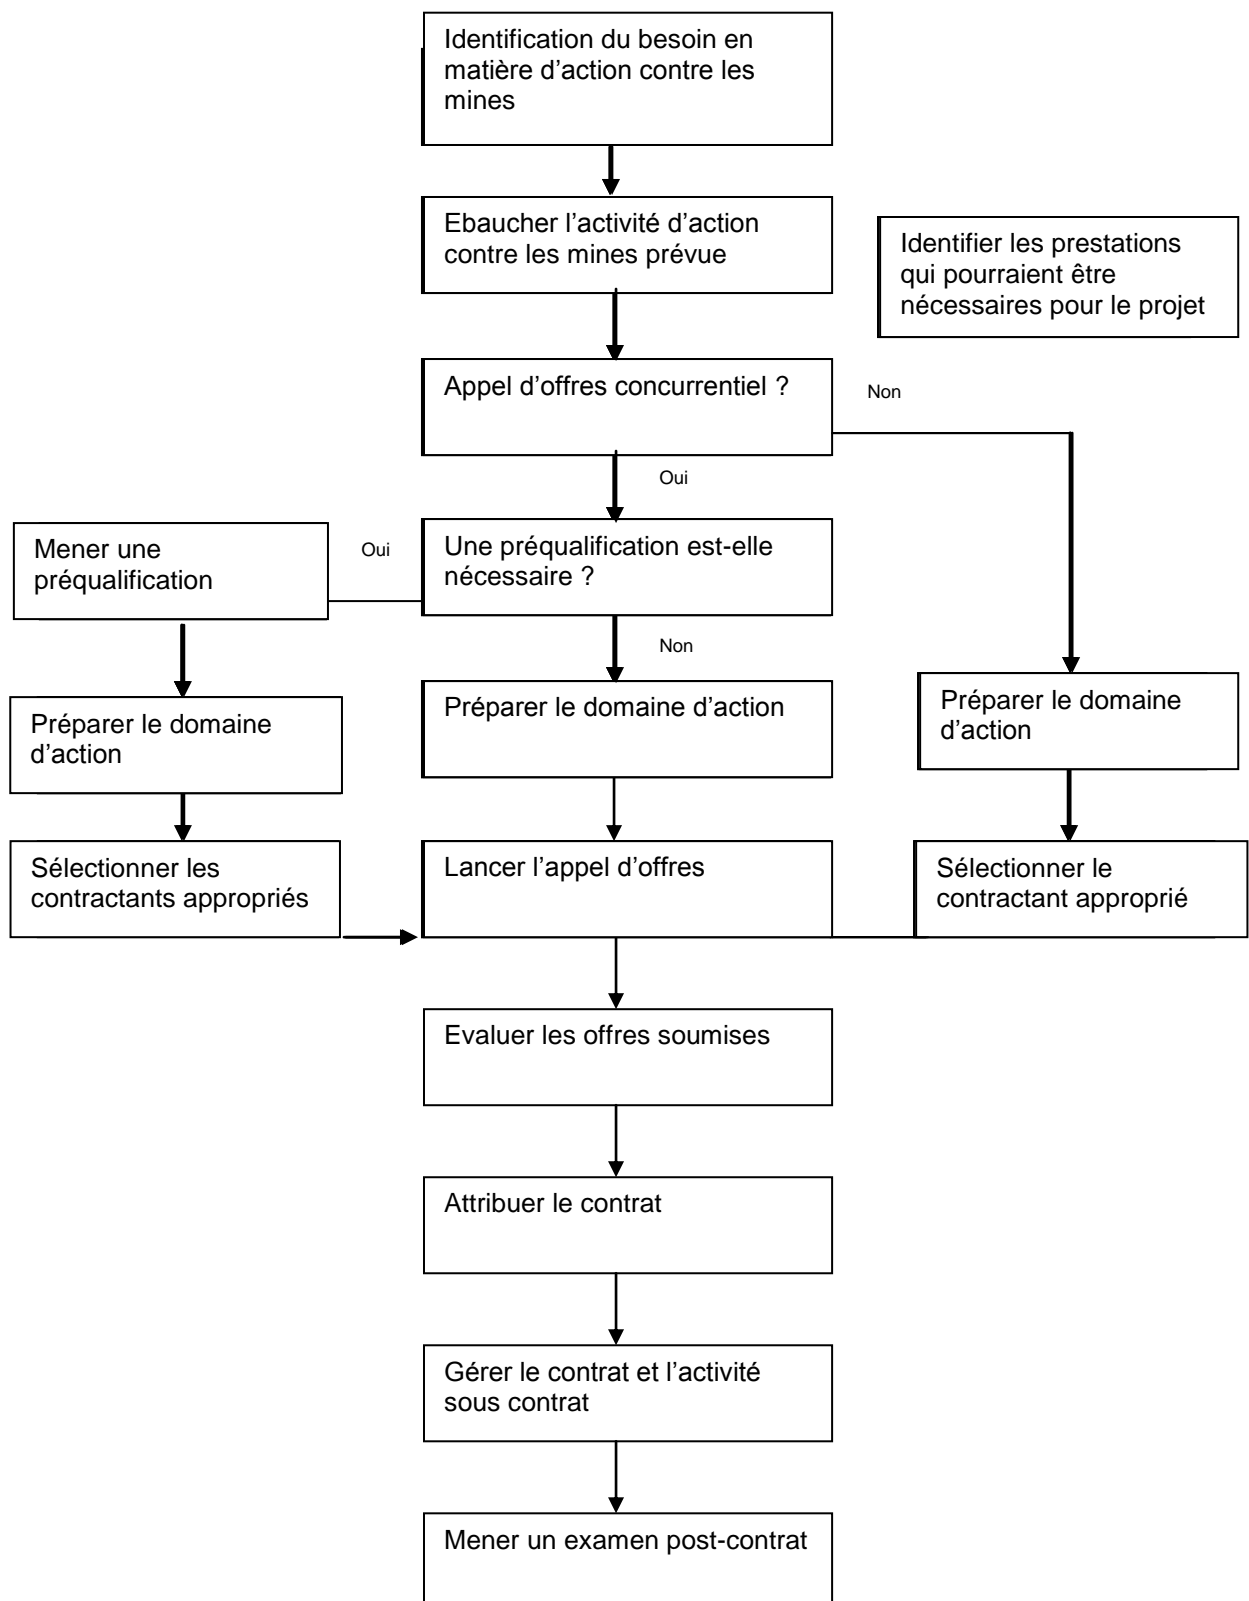 Identification du besoin en
matière d’action contre les
mines
Ebaucher l’activité d’action
contre les mines prévue
Identifier les prestations
qui pourraient être
nécessaires pour le projet
Appel d’offres concurrentiel ?
Non
Oui
Mener une
préqualification
Oui
Une préqualification est-elle
nécessaire ?
Non
Préparer le domaine
d’action
Préparer le domaine d’action
Préparer le domaine
d’action
Sélectionner les
contractants appropriés
Lancer l’appel d’offres
Sélectionner le
contractant approprié
Evaluer les offres soumises
Attribuer le contrat
Gérer le contrat et l’activité
sous contrat
Mener un examen post-contrat